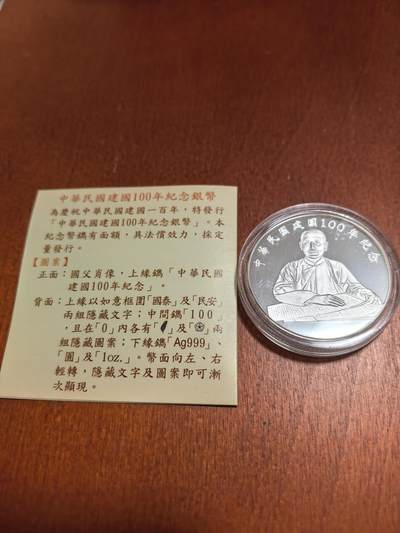 中華民國建國100年紀念銀幣
為慶祝中華民國建國一百年，特發行
「中華民國建國100年紀念銀幣」。本
紀念幣鐫有面額，具法償效力，採定
量發行。
【圖案】
正面：國父肖像，上緣鐫「中華民國
建國100年紀念」。
背面：上緣以如意框圍「國泰」及「民安」
兩組隱藏文字；中間鐫「100」
，且在「0」內各有「」及「」兩
組隱藏圖案；下緣鐫「Ag999」、
「圓」及「1oz.」。幣面向左、右
輕轉，隱藏文字及圖案即可漸
次顯現。
中華民國建國100年紀念